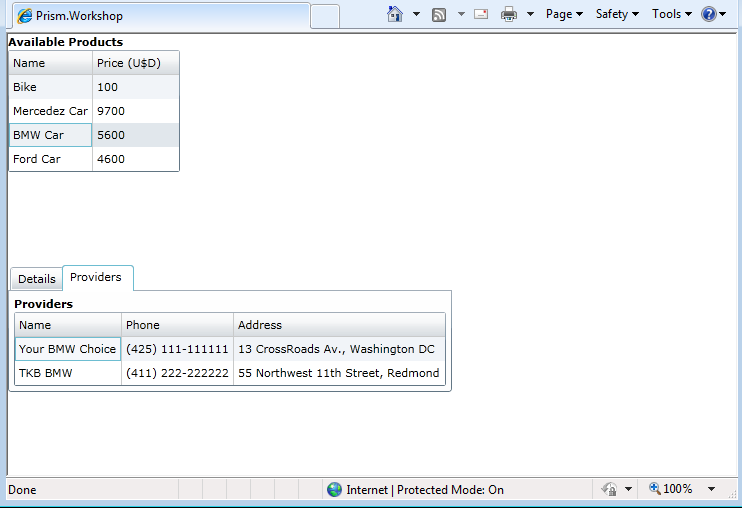 Prism.Workshop
Page Safety Tools
Available Products
Name Price (U$D)
Bike 100
Mercedez Car 9700
BMW Car 5600
Ford Car 4600
Details Providers
Providers
Name Phone Address
Your BMW Choice (425) 111-111111 13 CrossRoads Av., Washington DC
TKB BMW (411) 222-222222 55 Northwest 11th Street, Redmond
Done Internet | Protected Mode: On 100%